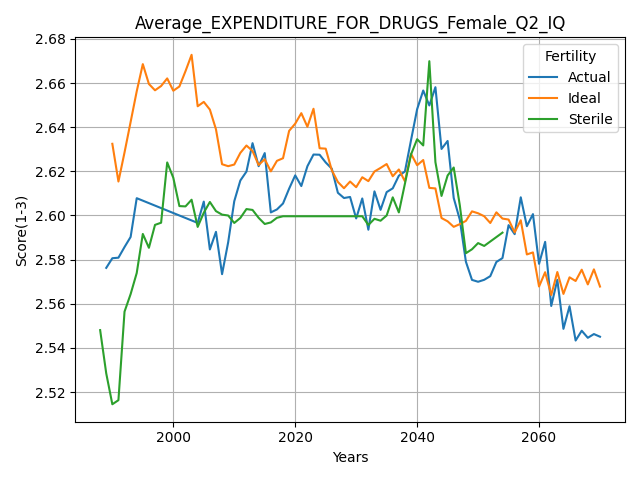 Average_EXPENDITURE_FOR_DRUGS_Female_Q2_IQ
Fertility
Actual
Ideal
Sterile
Score(1-3)
2.68
2.66
2.64
2.62
2.60
2.58
2.56
2.54
2.52
2000
2020
2040
2060
Years